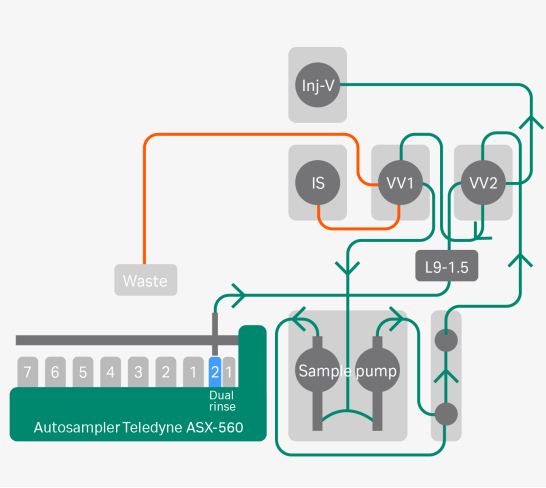 Inj-V
IS
VV1
VV2
L9-1.5
Waste
7 6 5 4 3 2 1 2 1
Sample pump
Dual
rinse
Autosampler Teledyne ASX-560